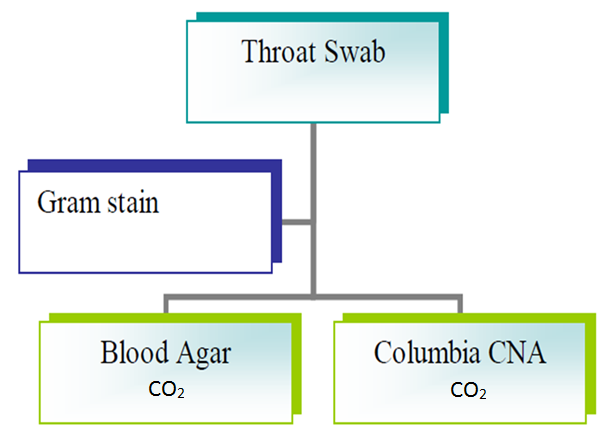 Throat Swab
Gram stain
Blood Agar
CO₂
Columbia CNA
CO₂